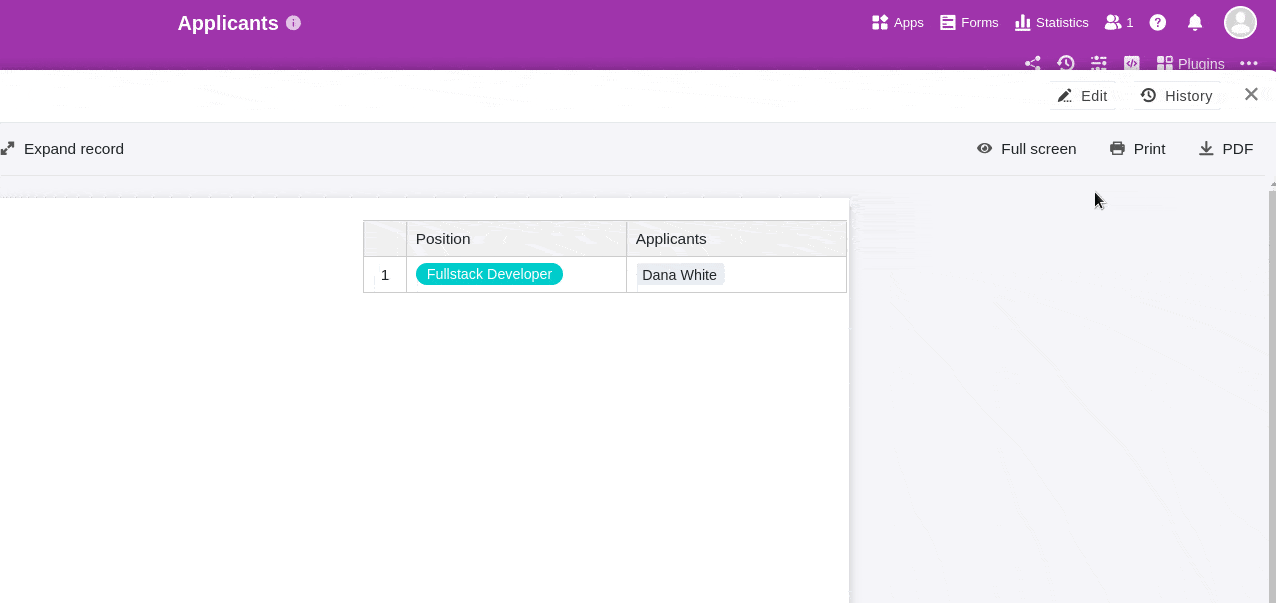 Applicants
Apps Forms Statistics 1
Plugins
Edit History
Expand record Full screen Print PDF
Position Applicants
1 Fullstack Developer Dana White